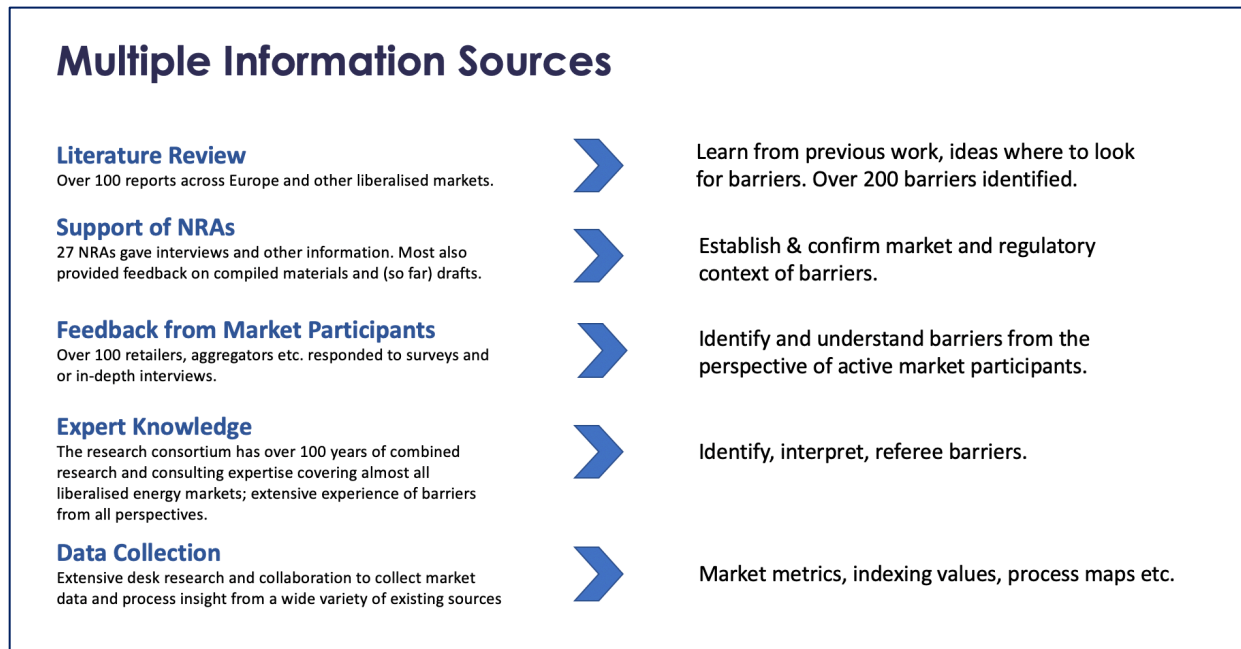 Multiple Information Sources
Literature Review
Over 100 reports across Europe and other liberalised markets.
Learn from previous work, ideas where to look
for barriers. Over 200 barriers identified.
Support of NRAs
27 NRAs gave interviews and other information. Most also
provided feedback on compiled materials and (so far) drafts.
Establish & confirm market and regulatory
context of barriers.
Feedback from Market Participants
Over 100 retailers, aggregators etc. responded to surveys and
or in-depth interviews.
Identify and understand barriers from the
perspective of active market participants.
Expert Knowledge
The research consortium has over 100 years of combined
research and consulting expertise covering almost all
liberalised energy markets; extensive experience of barriers
from all perspectives.
Identify, interpret, referee barriers.
Data Collection
Extensive desk research and collaboration to collect market
data and process insight from a wide variety of existing sources
Market metrics, indexing values, process maps etc.